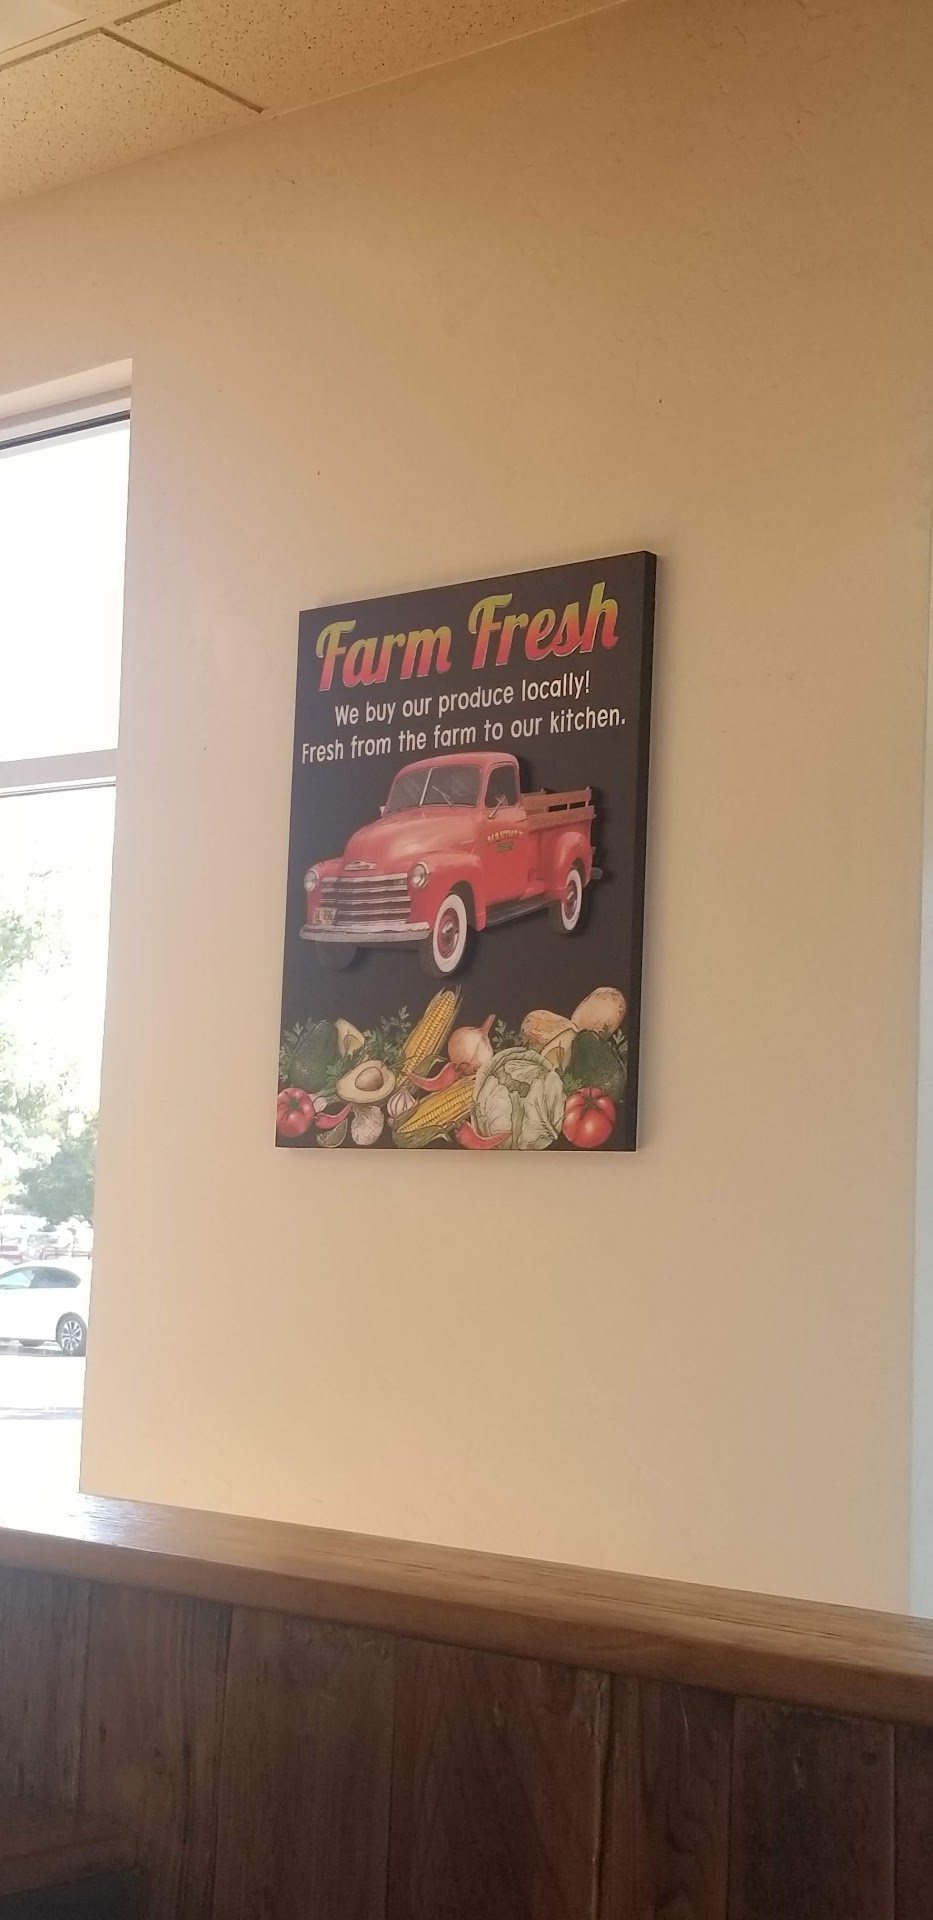 Farm Fresh
We buy our produce locally!
Fresh from the farm to our kitchen.